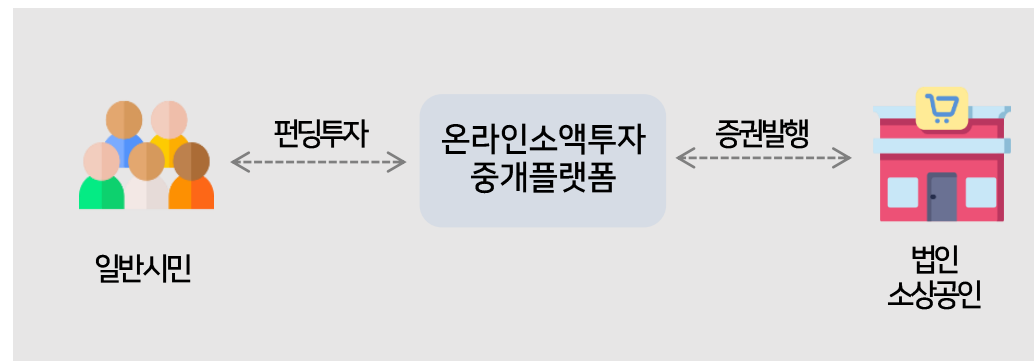 펀딩투자
온라인소액투자
중개플랫폼
증권발행
일반시민
법인
소상공인